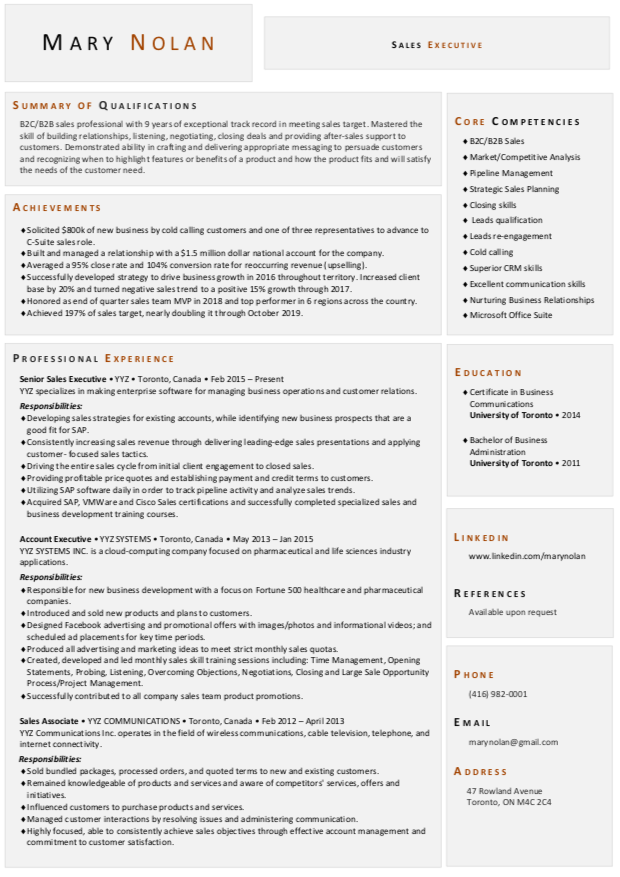 MARY NOLAN
SALES EXECUTIVE
SUMMARY OF QUALIFICATIONS
B2C/B2B sales professional with 9 years of exceptional track record in meeting sales target. Mastered the
skill of building relationships, listening, negotiating, closing deals and providing after-sales support to
customers. Demonstrated ability in crafting and delivering appropriate messaging to persuade customers
and recognizing when to highlight features or benefits of a product and how the product fits and will satisfy
the needs of the customer need.
ACHIEVEMENTS
♦Solicited $800k of new business by cold calling customers and one of three representatives to advance to
C-Suite sales role.
♦Built and managed a relationship with a $1.5 million dollar national account for the company.
♦Averaged a 95% close rate and 104% conversion rate for reoccurring revenue (upselling).
♦Successfully developed strategy to drive business growth in 2016 throughout territory. Increased client
base by 20% and turned negative sales trend to a positive 15% growth through 2017.
♦Honored as end of quarter sales team MVP in 2018 and top performer in 6 regions across the country.
♦Achieved 197% of sales target, nearly doubling it through October 2019.
PROFESSIONAL EXPERIENCE
Senior Sales Executive • YYZ • Toronto, Canada • Feb 2015 – Present
YYZ specializes in making enterprise software for managing business operations and customer relations.
Responsibilities:
♦Developing sales strategies for existing accounts, while identifying new business prospects that are a
good fit for SAP.
♦Consistently increasing sales revenue through delivering leading-edge sales presentations and applying
customer- focused sales tactics.
♦Driving the entire sales cycle from initial client engagement to closed sales.
♦Providing profitable price quotes and establishing payment and credit terms to customers.
♦Utilizing SAP software daily in order to track pipeline activity and analyze sales trends.
♦Acquired SAP, VMWare and Cisco Sales certifications and successfully completed specialized sales and
business development training courses.
Account Executive • YYZ SYSTEMS • Toronto, Canada • May 2013 – Jan 2015
YYZ SYSTEMS INC. is a cloud-computing company focused on pharmaceutical and life sciences industry
applications.
Responsibilities:
♦Responsible for new business development with a focus on Fortune 500 healthcare and pharmaceutical
companies.
♦Introduced and sold new products and plans to customers.
♦Designed Facebook advertising and promotional offers with images/photos and informational videos; and
scheduled ad placements for key time periods.
♦Produced all advertising and marketing ideas to meet strict monthly sales quotas.
♦Created, developed and led monthly sales skill training sessions including: Time Management, Opening
Statements, Probing, Listening, Overcoming Objections, Negotiations, Closing and Large Sale Opportunity
Process/Project Management.
♦Successfully contributed to all company sales team product promotions.
Sales Associate • YYZ COMMUNICATIONS • Toronto, Canada • Feb 2012 – April 2013
YYZ Communications Inc. operates in the field of wireless communications, cable television, telephone, and
internet connectivity.
Responsibilities:
♦Sold bundled packages, processed orders, and quoted terms to new and existing customers.
♦Remained knowledgeable of products and services and aware of competitors' services, offers and
initiatives.
♦Influenced customers to purchase products and services.
♦Managed customer interactions by resolving issues and administering communication.
♦Highly focused, able to consistently achieve sales objectives through effective account management and
commitment to customer satisfaction.
CORE COMPETENCIES
♦ B2C/B2B Sales
♦ Market/Competitive Analysis
♦ Pipeline Management
♦ Strategic Sales Planning
♦ Closing skills
♦ Leads qualification
♦ Leads re-engagement
♦ Cold calling
♦ Superior CRM skills
♦ Excellent communication skills
♦ Nurturing Business Relationships
♦ Microsoft Office Suite
EDUCATION
♦ Certificate in Business
Communications
University of Toronto • 2014
♦ Bachelor of Business
Administration
University of Toronto • 2011
LINKEDIN
www.linkedin.com/marynolan
REFERENCES
Available upon request
PHONE
(416) 982-0001
EMAIL
marynolan@gmail.com
ADDRESS
47 Rowland Avenue
Toronto, ON M4C 2C4